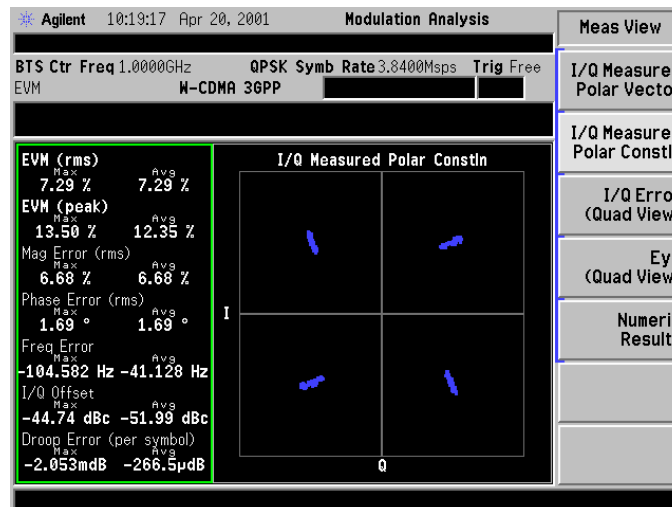 Agilent 10:19:17 Apr 20, 2001 Modulation Analysis
Meas View
BTS Ctr Freq 1.0000GHz QPSK Symb Rate 3.8400Msps Trig Free
EVM W-CDMA 3GPP
I/Q Measure
Polar Vecto
I/Q Measure
Polar Constl
I/Q Erro
(Quad View
Ey
(Quad View
Numeri
Result
EVM (rms)
Max Avg
7.29 % 7.29 %
EVM (peak)
Max Avg
13.50 % 12.35 %
Mag Error (rms)
Max Avg
6.68 % 6.68 %
Phase Error (rms)
Max Avg
1.69 ° 1.69 °
Freq Error
Max Avg
-104.582 Hz -41.128 Hz
I/Q Offset
Max Avg
-44.74 dBc -51.99 dBc
Droop Error (per symbol)
Max Avg
-2.053mdB -266.5µdB
I/Q Measured Polar Constln
I
Q